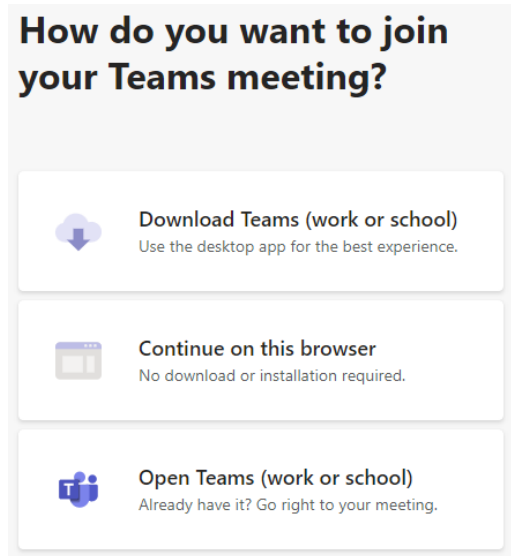 How do you want to join
your Teams meeting?
Download Teams (work or school)
Use the desktop app for the best experience.
Continue on this browser
No download or installation required.
T
Open Teams (work or school)
Already have it? Go right to your meeting.